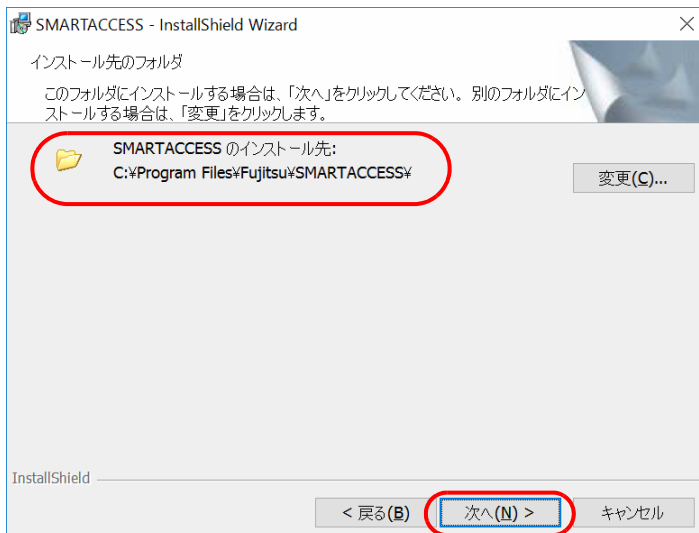 SMARTACCESS - InstallShield Wizard
インストール先のフォルダ
このフォルダにインストールする場合は、「次へ」をクリックしてください。別のフォルダにイン
ストールする場合は、「変更」をクリックします。
SMARTACCESS のインストール先:
C:¥Program Files¥Fujitsu¥SMARTACCESS¥
変更(C)...
InstallShield
< 戻る(B)
次へ(N) >
キャンセル